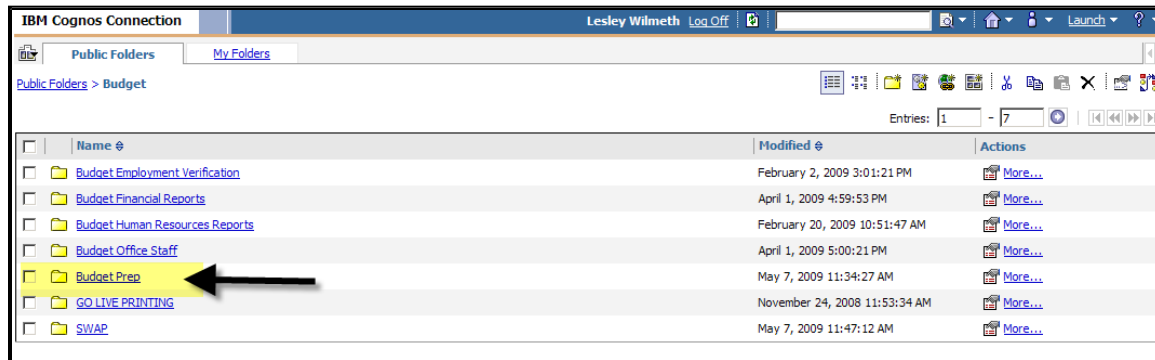 IBM Cognos Connection Lesley Wilmeth Log Off Launch ?
Public Folders My Folders
Public Folders > Budget
Entries: 1 - 7
Name Modified Actions
Budget Employment Verification February 2, 2009 3:01:21 PM More...
Budget Financial Reports April 1, 2009 4:59:53 PM More...
Budget Human Resources Reports February 20, 2009 10:51:47 AM More...
Budget Office Staff April 1, 2009 5:00:21 PM More...
Budget Prep May 7, 2009 11:34:27 AM More...
GO LIVE PRINTING November 24, 2008 11:53:34 AM More...
SWAP May 7, 2009 11:47:12 AM More...